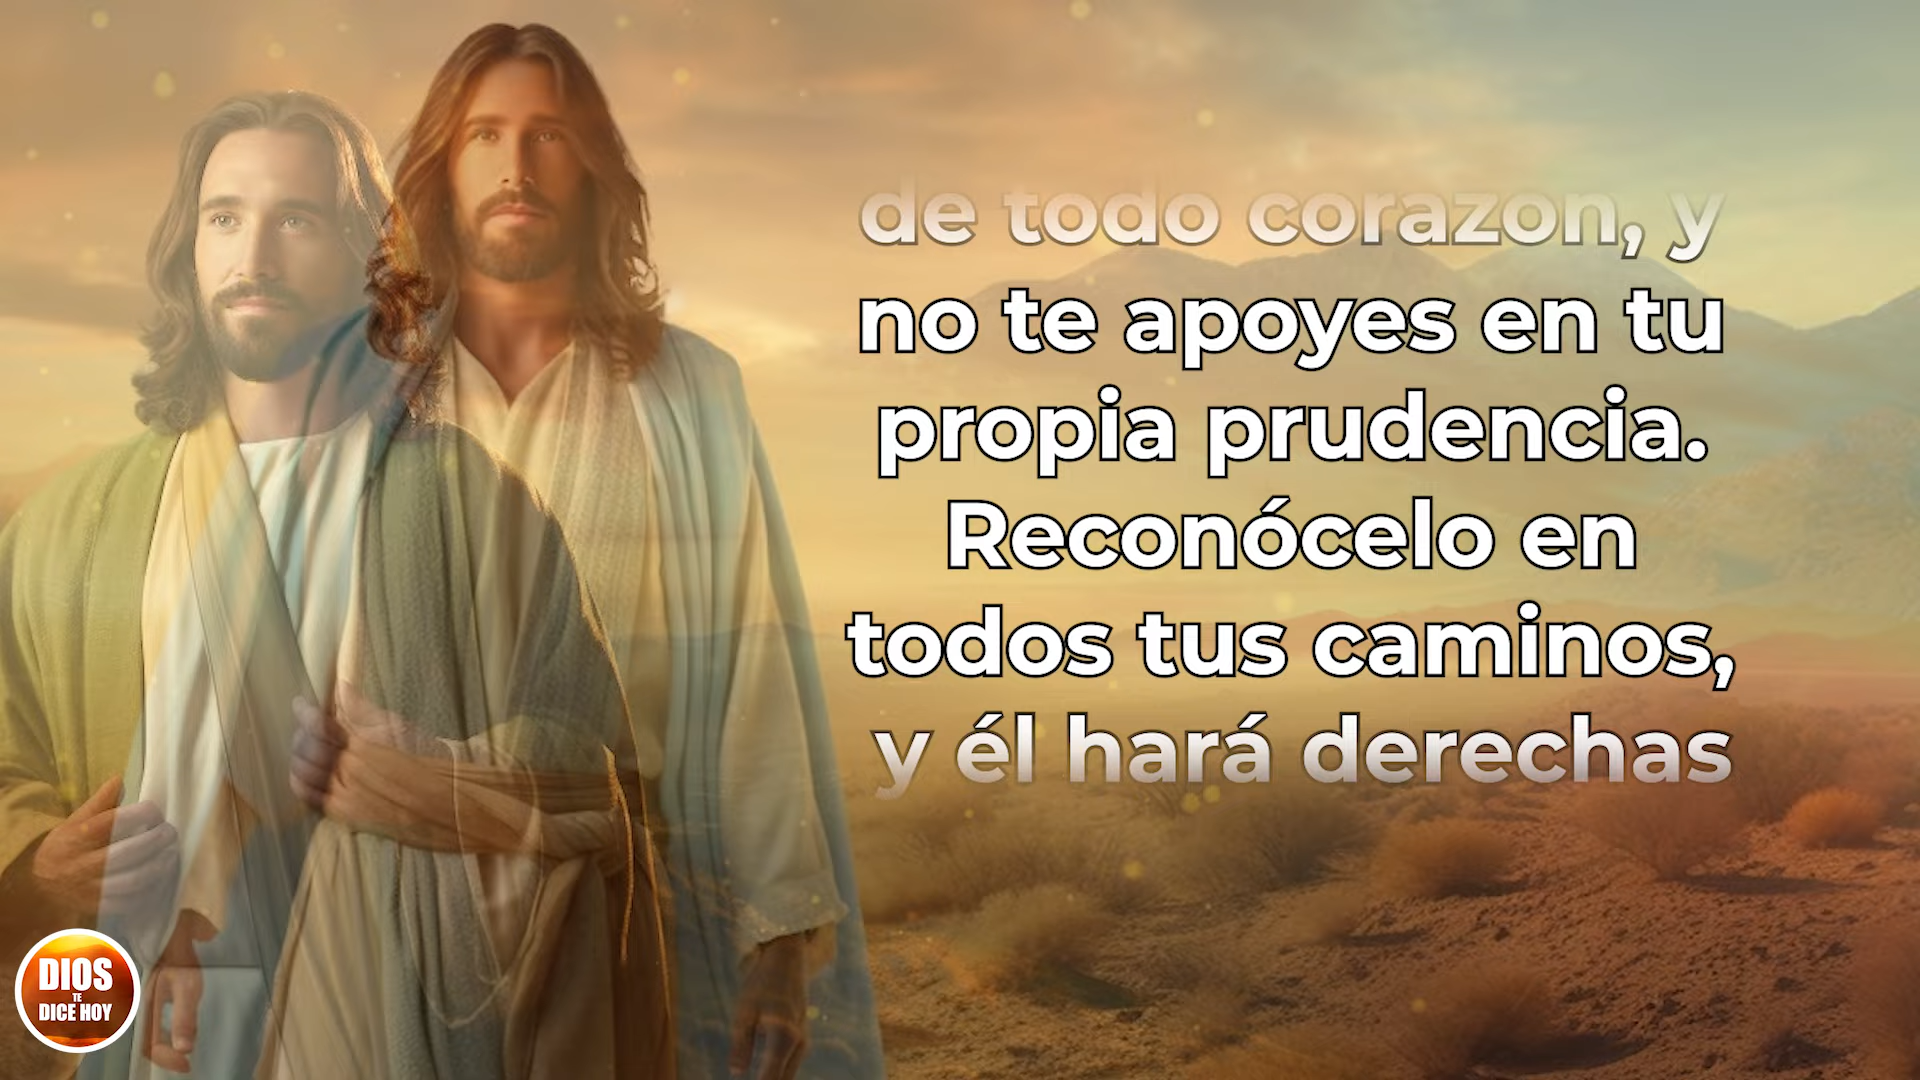 de todo corazon, y
no te apoyes en tu
propia prudencia.
Reconócelo en
todos tus caminos,
y él hará derechas
DIOS
TE
DICE HOY